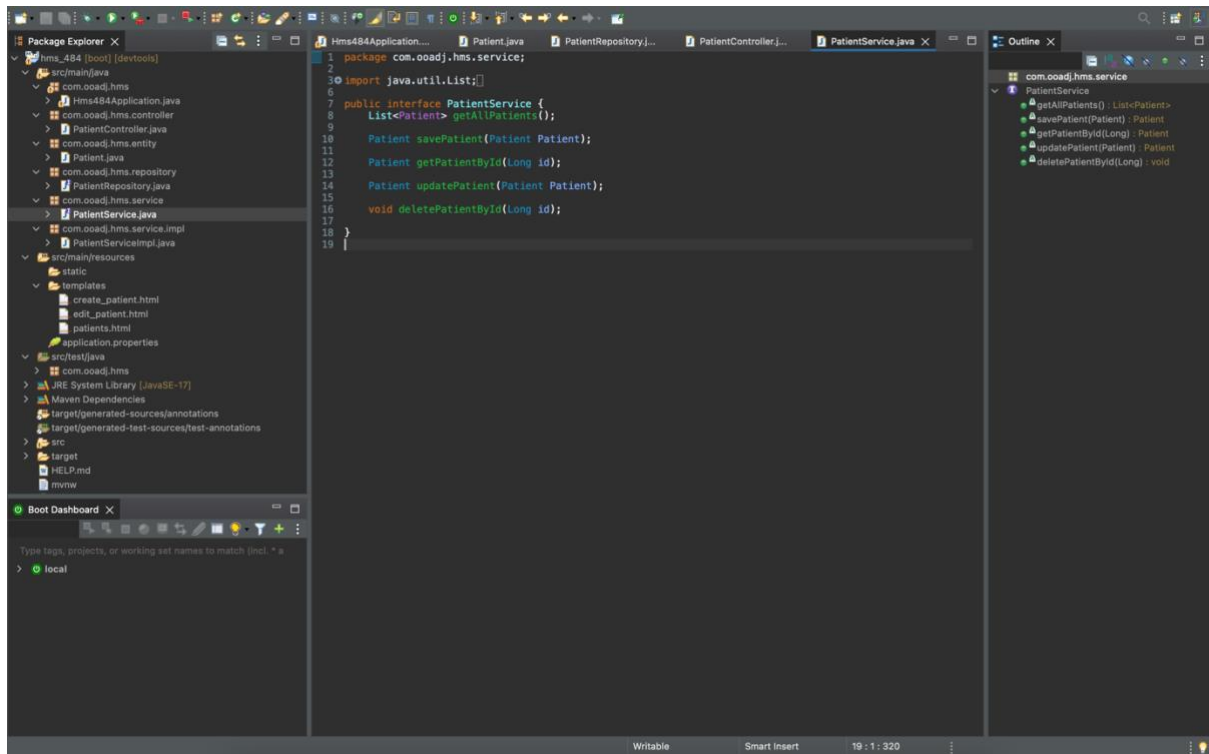 Package Explorer
hms_484 [boot] [devtools]
src/main/java
com.ooadj.hms
Hms484Application.java
com.ooadj.hms.controller
PatientController.java
com.ooadj.hms.entity
Patient.java
com.ooadj.hms.repository
PatientRepository.java
com.ooadj.hms.service
PatientService.java
com.ooadj.hms.service.impl
PatientServiceImpl.java
src/main/resources
static
templates
create_patient.html
edit_patient.html
patients.html
application.properties
src/test/java
com.ooadj.hms
JRE System Library [JavaSE-17]
Maven Dependencies
target/generated-sources/annotations
target/generated-test-sources/test-annotations
src
target
HELP.md
mvnw
Boot Dashboard
Type tags, projects, or working set names to match (incl. * a
local
Hms484Application.... Patient.java PatientRepository.j... PatientController.j... PatientService.java
1 package com.ooadj.hms.service;
2
3 import java.util.List;
6
7 public interface PatientService {
8 List<Patient> getAllPatients();
9
10 Patient savePatient(Patient Patient);
11
12 Patient getPatientById(Long id);
13
14 Patient updatePatient(Patient Patient);
15
16 void deletePatientById(Long id);
17
18 }
19
Outline
com.ooadj.hms.service
PatientService
getAllPatients() : List<Patient>
savePatient(Patient) : Patient
getPatientById(Long) : Patient
updatePatient(Patient) : Patient
deletePatientById(Long) : void
Writable Smart Insert 19 : 1 : 320